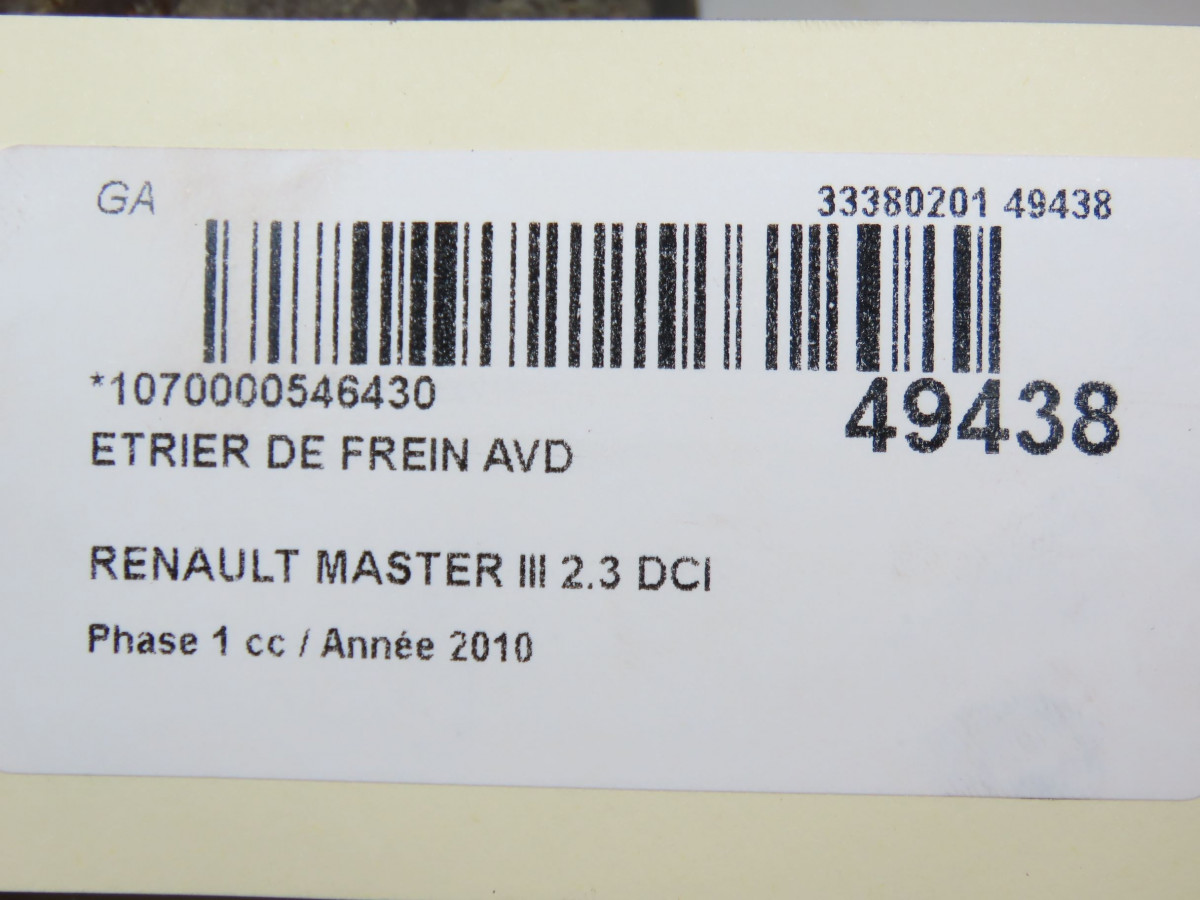 GA 33380201 49438
*1070000546430
49438
ETRIER DE FREIN AVD
RENAULT MASTER III 2.3 DCI
Phase 1 cc / Année 2010